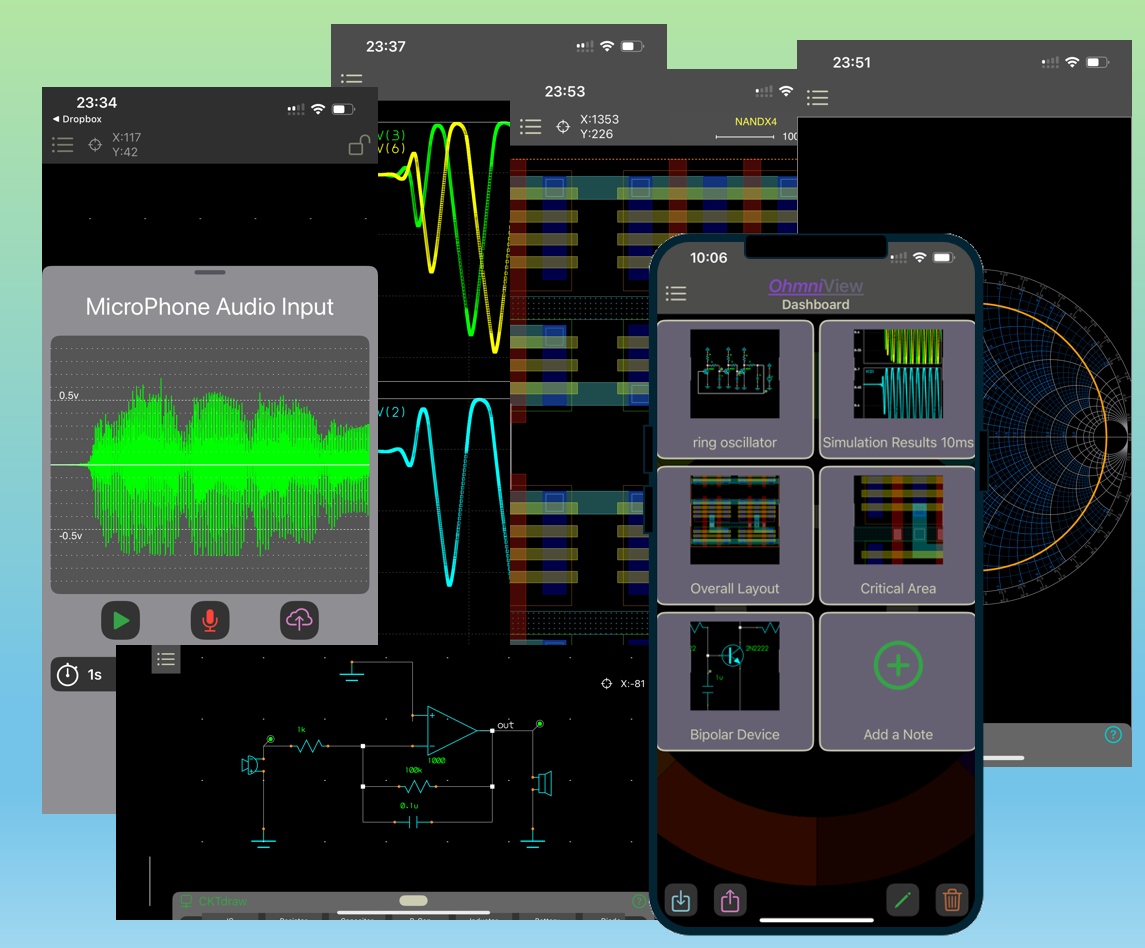 23:34
Dropbox
X:117
Y:42
MicroPhone Audio Input
0.5v
-0.5v
1s
23:37
V(3)
V(6)
V(2)
23:53
X:1353
Y:226
NANDX4
100
23:51
10:06
OhmniView
Dashboard
ring oscillator
Simulation Results 10ms
Overall Layout
Critical Area
2N2222
1u
Bipolar Device
Add a Note
X:-81
1k
out
1000
100k
0.1u
CKTdraw